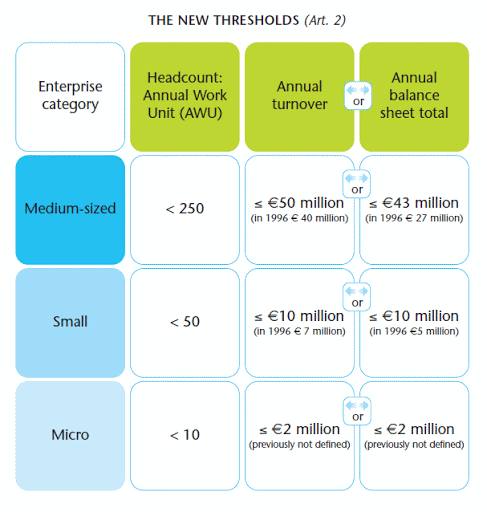 THE NEW THRESHOLDS (Art. 2)
Enterprise
category
Headcount:
Annual Work
Unit (AWU)
Annual
turnover
or
Annual
balance
sheet total
Medium-sized
< 250
≤ €50 million
(in 1996 € 40 million)
or
≤ €43 million
(in 1996 € 27 million)
Small
< 50
≤ €10 million
(in 1996 € 7 million)
or
≤ €10 million
(in 1996 €5 million)
Micro
< 10
≤ €2 million
(previously not defined)
or
≤ €2 million
(previously not defined)